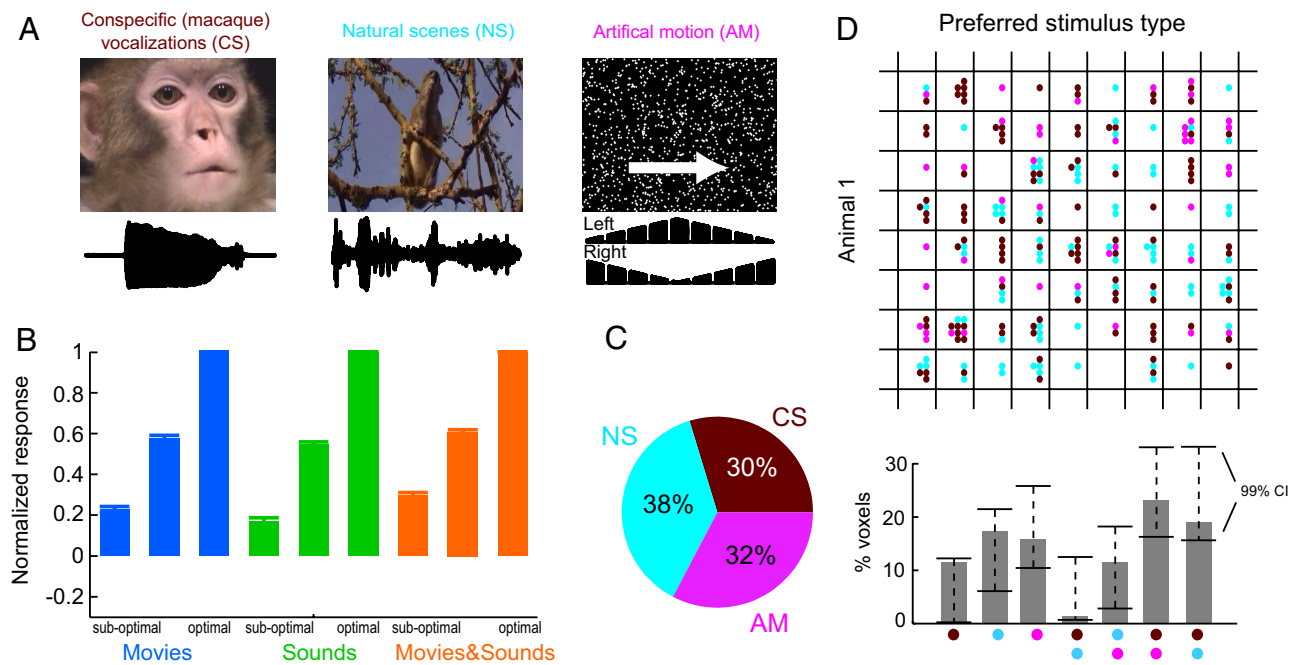 A
Conspecific (macaque)
vocalizations (CS)
Natural scenes (NS)
Artifical motion (AM)
Left
Right
B
Normalized response
1
0.8
0.6
0.4
0.2
0
-0.2
sub-optimal
optimal
sub-optimal
optimal
sub-optimal
optimal
Movies
Sounds
Movies&Sounds
C
NS
CS
AM
30%
38%
32%
D
Preferred stimulus type
Animal 1
% voxels
30
20
10
0
99% CI